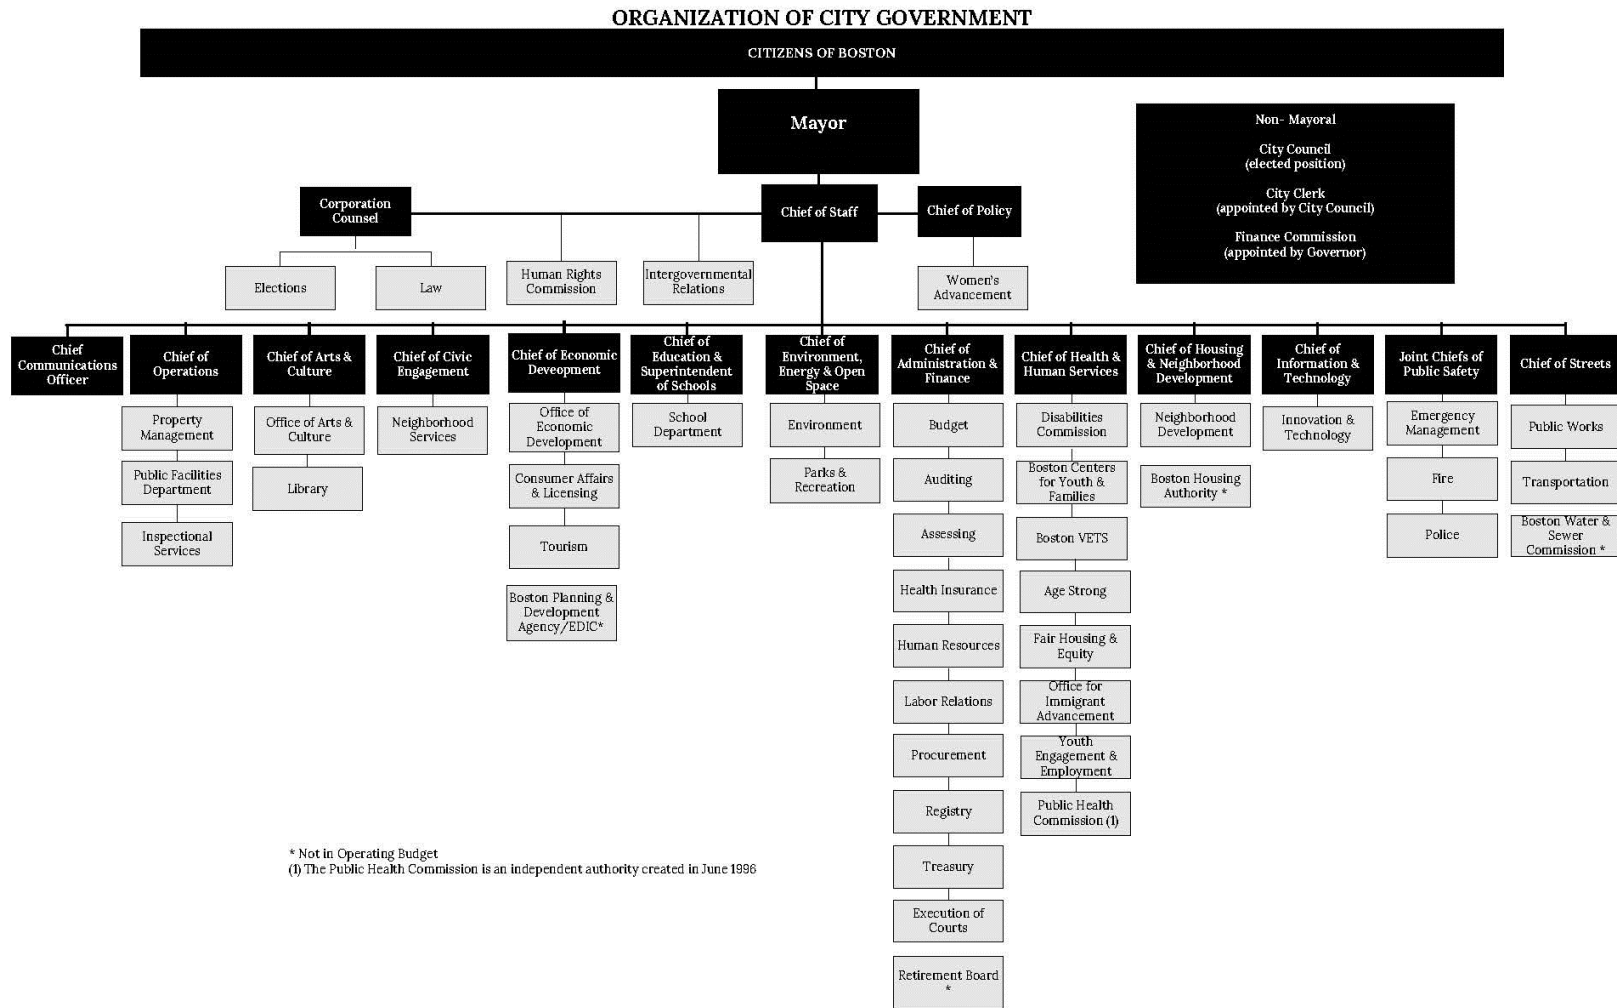 ORGANIZATION OF CITY GOVERNMENT
CITIZENS OF BOSTON
Mayor
Non- Mayoral
City Council
(elected position)
City Clerk
(appointed by City Council)
Finance Commission
(appointed by Governor)
Corporation
Counsel
Chief of Staff
Chief of Policy
Elections
Law
Human Rights
Commission
Intergovernmental
Relations
Women's
Advancement
Chief
Communications
Officer
Chief of
Operations
Chief of Arts &
Culture
Chief of Civic
Engagement
Chief of Economic
Deveopment
Chief of
Education &
Superintendent
of Schools
Chief of
Environment,
Energy & Open
Space
Chief of
Administration &
Finance
Chief of Health &
Human Services
Chief of Housing
& Neighborhood
Development
Chief of
Information &
Technology
Joint Chiefs of
Public Safety
Chief of Streets
Property
Management
Public Facilities
Department
Inspectional
Services
Office of Arts &
Culture
Library
Neighborhood
Services
Office of
Economic
Development
Consumer Affairs
& Licensing
Tourism
Boston Planning &
Development
Agency/EDIC*
School
Department
Environment
Parks &
Recreation
Budget
Auditing
Assessing
Health Insurance
Human Resources
Labor Relations
Procurement
Registry
Treasury
Execution of
Courts
Retirement Board
*
Disabilities
Commission
Boston Centers
for Youth &
Families
Boston VETS
Age Strong
Fair Housing &
Equity
Office for
Immigrant
Advancement
Youth
Engagement &
Employment
Public Health
Commission (1)
Neighborhood
Development
Boston Housing
Authority *
Innovation &
Technology
Emergency
Management
Fire
Police
Public Works
Transportation
Boston Water &
Sewer
Commission *
* Not in Operating Budget
(1) The Public Health Commission is an independent authority created in June 1996